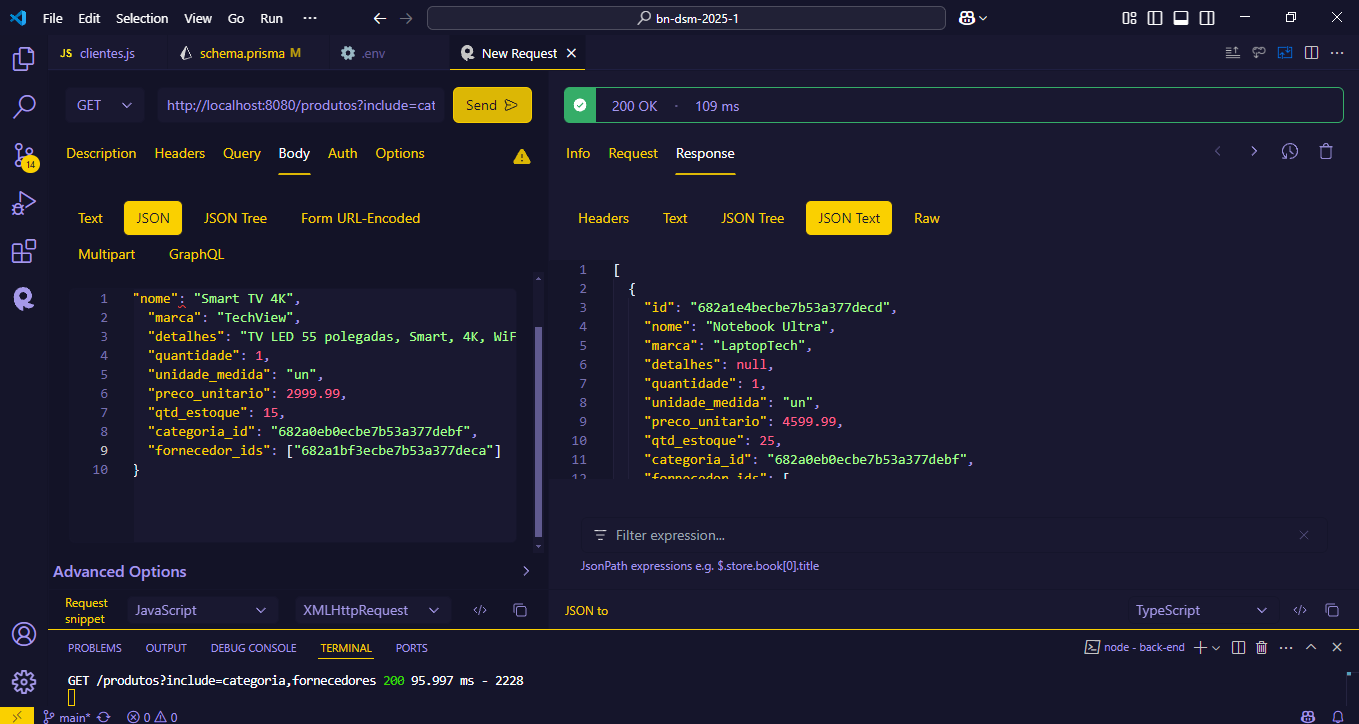 File Edit Selection View Go Run ··· bn-dsm-2025-1
JS clientes.js schema.prisma M .env New Request
GET http://localhost:8080/produtos?include=cat Send 200 OK · 109 ms
Description Headers Query Body Auth Options Info Request Response
14
Text JSON JSON Tree Form URL-Encoded
Multipart GraphQL
Headers Text JSON Tree JSON Text Raw
1 "nome": "Smart TV 4K",
2 "marca": "TechView",
3 "detalhes": "TV LED 55 polegadas, Smart, 4K, WiF
4 "quantidade": 1,
5 "unidade_medida": "un",
6 "preco_unitario": 2999.99,
7 "qtd_estoque": 15,
8 "categoria_id": "682a0eb0ecbe7b53a377debf",
9 "fornecedor_ids": ["682a1bf3ecbe7b53a377deca"]
10 }
1 [
2 {
3 "id": "682a1e4becbe7b53a377decd",
4 "nome": "Notebook Ultra",
5 "marca": "LaptopTech",
6 "detalhes": null,
7 "quantidade": 1,
8 "unidade_medida": "un",
9 "preco_unitario": 4599.99,
10 "qtd_estoque": 25,
11 "categoria_id": "682a0eb0ecbe7b53a377debf",
12 "fornecedor_ids": [
Filter expression...
JsonPath expressions e.g. $.store.book[0].title
Advanced Options
Request snippet JavaScript XMLHttpRequest JSON to TypeScript
PROBLEMS OUTPUT DEBUG CONSOLE TERMINAL PORTS node - back-end
GET /produtos?include=categoria,fornecedores 200 95.997 ms - 2228
main* 0 0